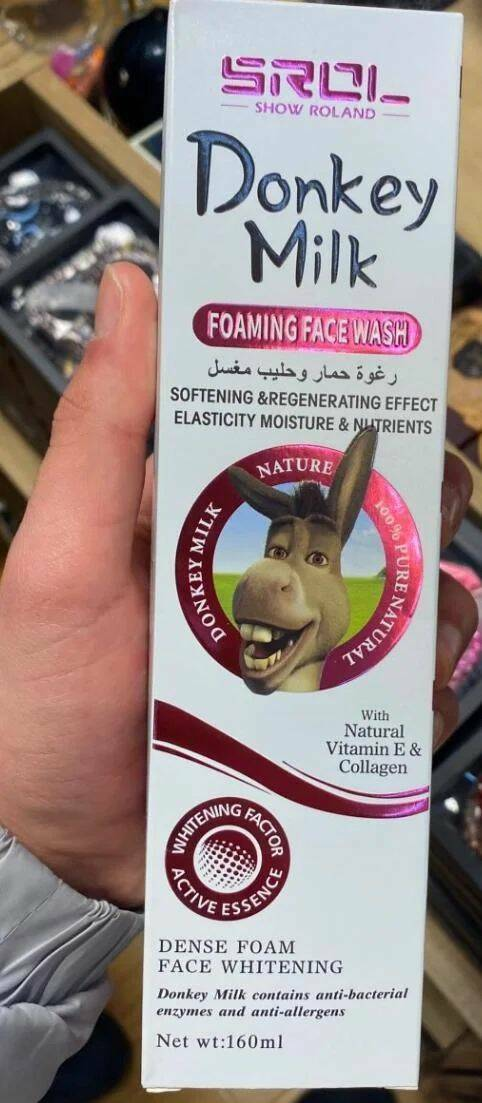 SROL
SHOW ROLAND
Donkey
Milk
FOAMING FACE WASH
رغوة حمار وحليب مغسل
SOFTENING &REGENERATING EFFECT
ELASTICITY MOISTURE & NUTRIENTS
NATURE
DONKEY MILK
100% PURE NATURAL
With
Natural
Vitamin E &
Collagen
WHITENING FACTOR
ACTIVE ESSENCE
DENSE FOAM
FACE WHITENING
Donkey Milk contains anti-bacterial
enzymes and anti-allergens
Net wt:160ml